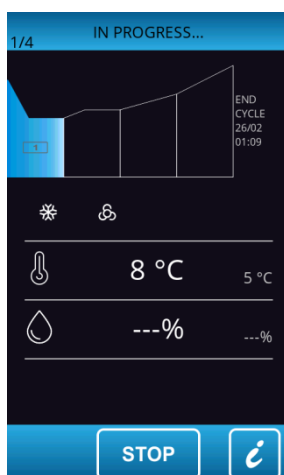 IN PROGRESS...
1/4
END
CYCLE
26/02
01:09
1
8 °C
5 °C
---%
---%
STOP
i